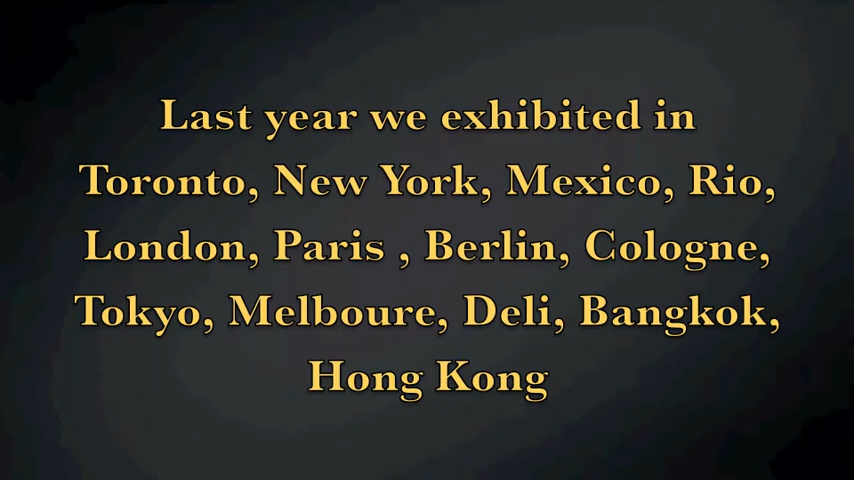 Last year we exhibited in
Toronto, New York, Mexico, Rio,
London, Paris , Berlin, Cologne,
Tokyo, Melboure, Deli, Bangkok,
Hong Kong